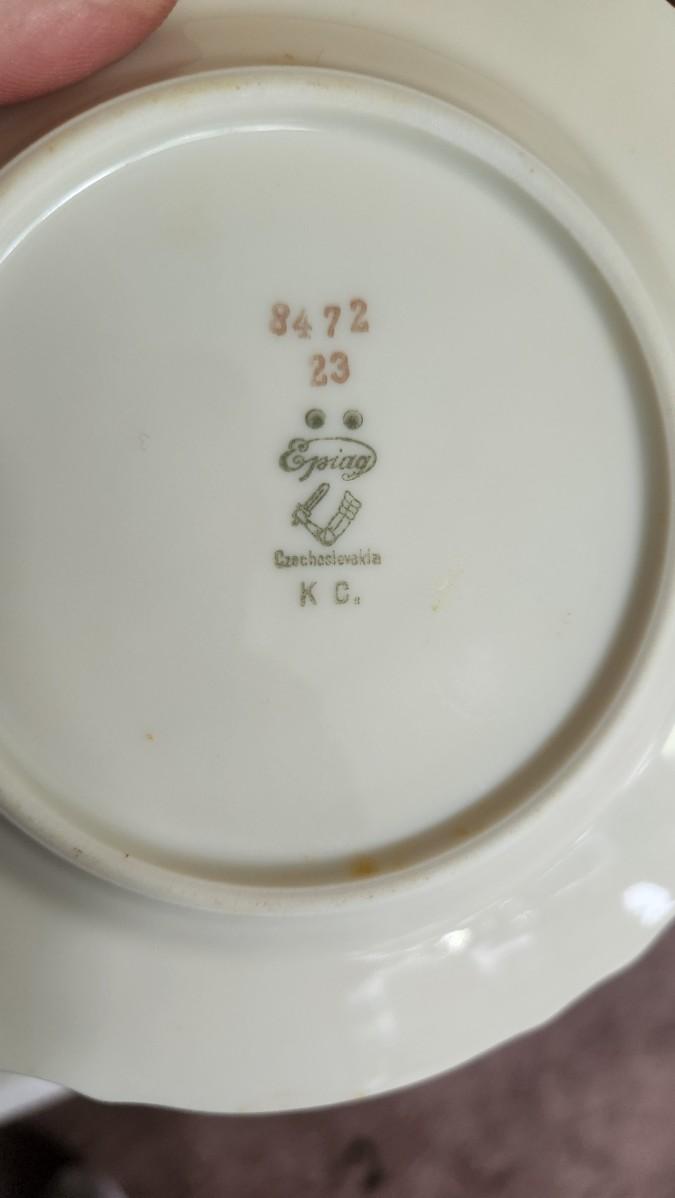 8472
23
Epiag
Czechoslovakia
K C.